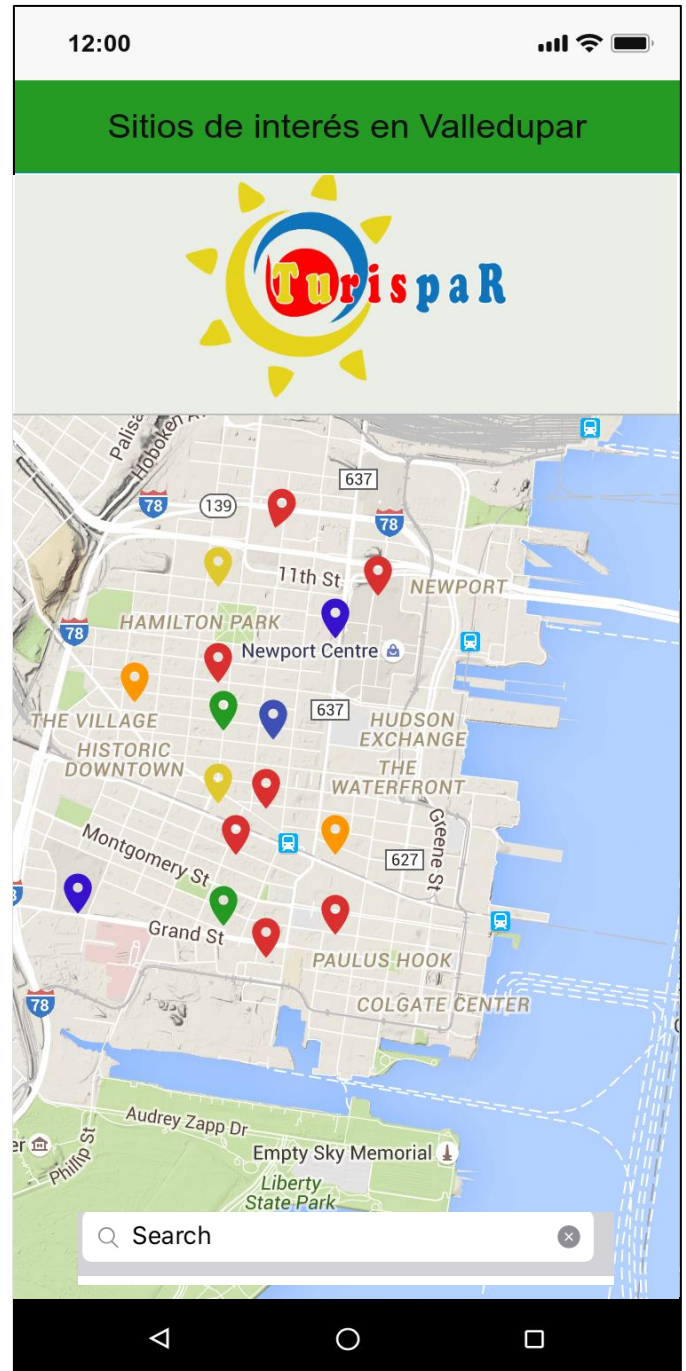 12:00
Sitios de interés en Valledupar
TurispaR
Palisa
Hoboken A
637
78
139
78
11th St
NEWPORT
78
HAMILTON PARK
Newport Centre
637
THE VILLAGE
HUDSON
EXCHANGE
HISTORIC
DOWNTOWN
THE
WATERFRONT
Greene St
Montgomery St
627
Grand St
PAULUS HOOK
COLGATE CENTER
78
Audrey Zapp Dr
er
Phillip St
Empty Sky Memorial
Liberty
State Park
Search